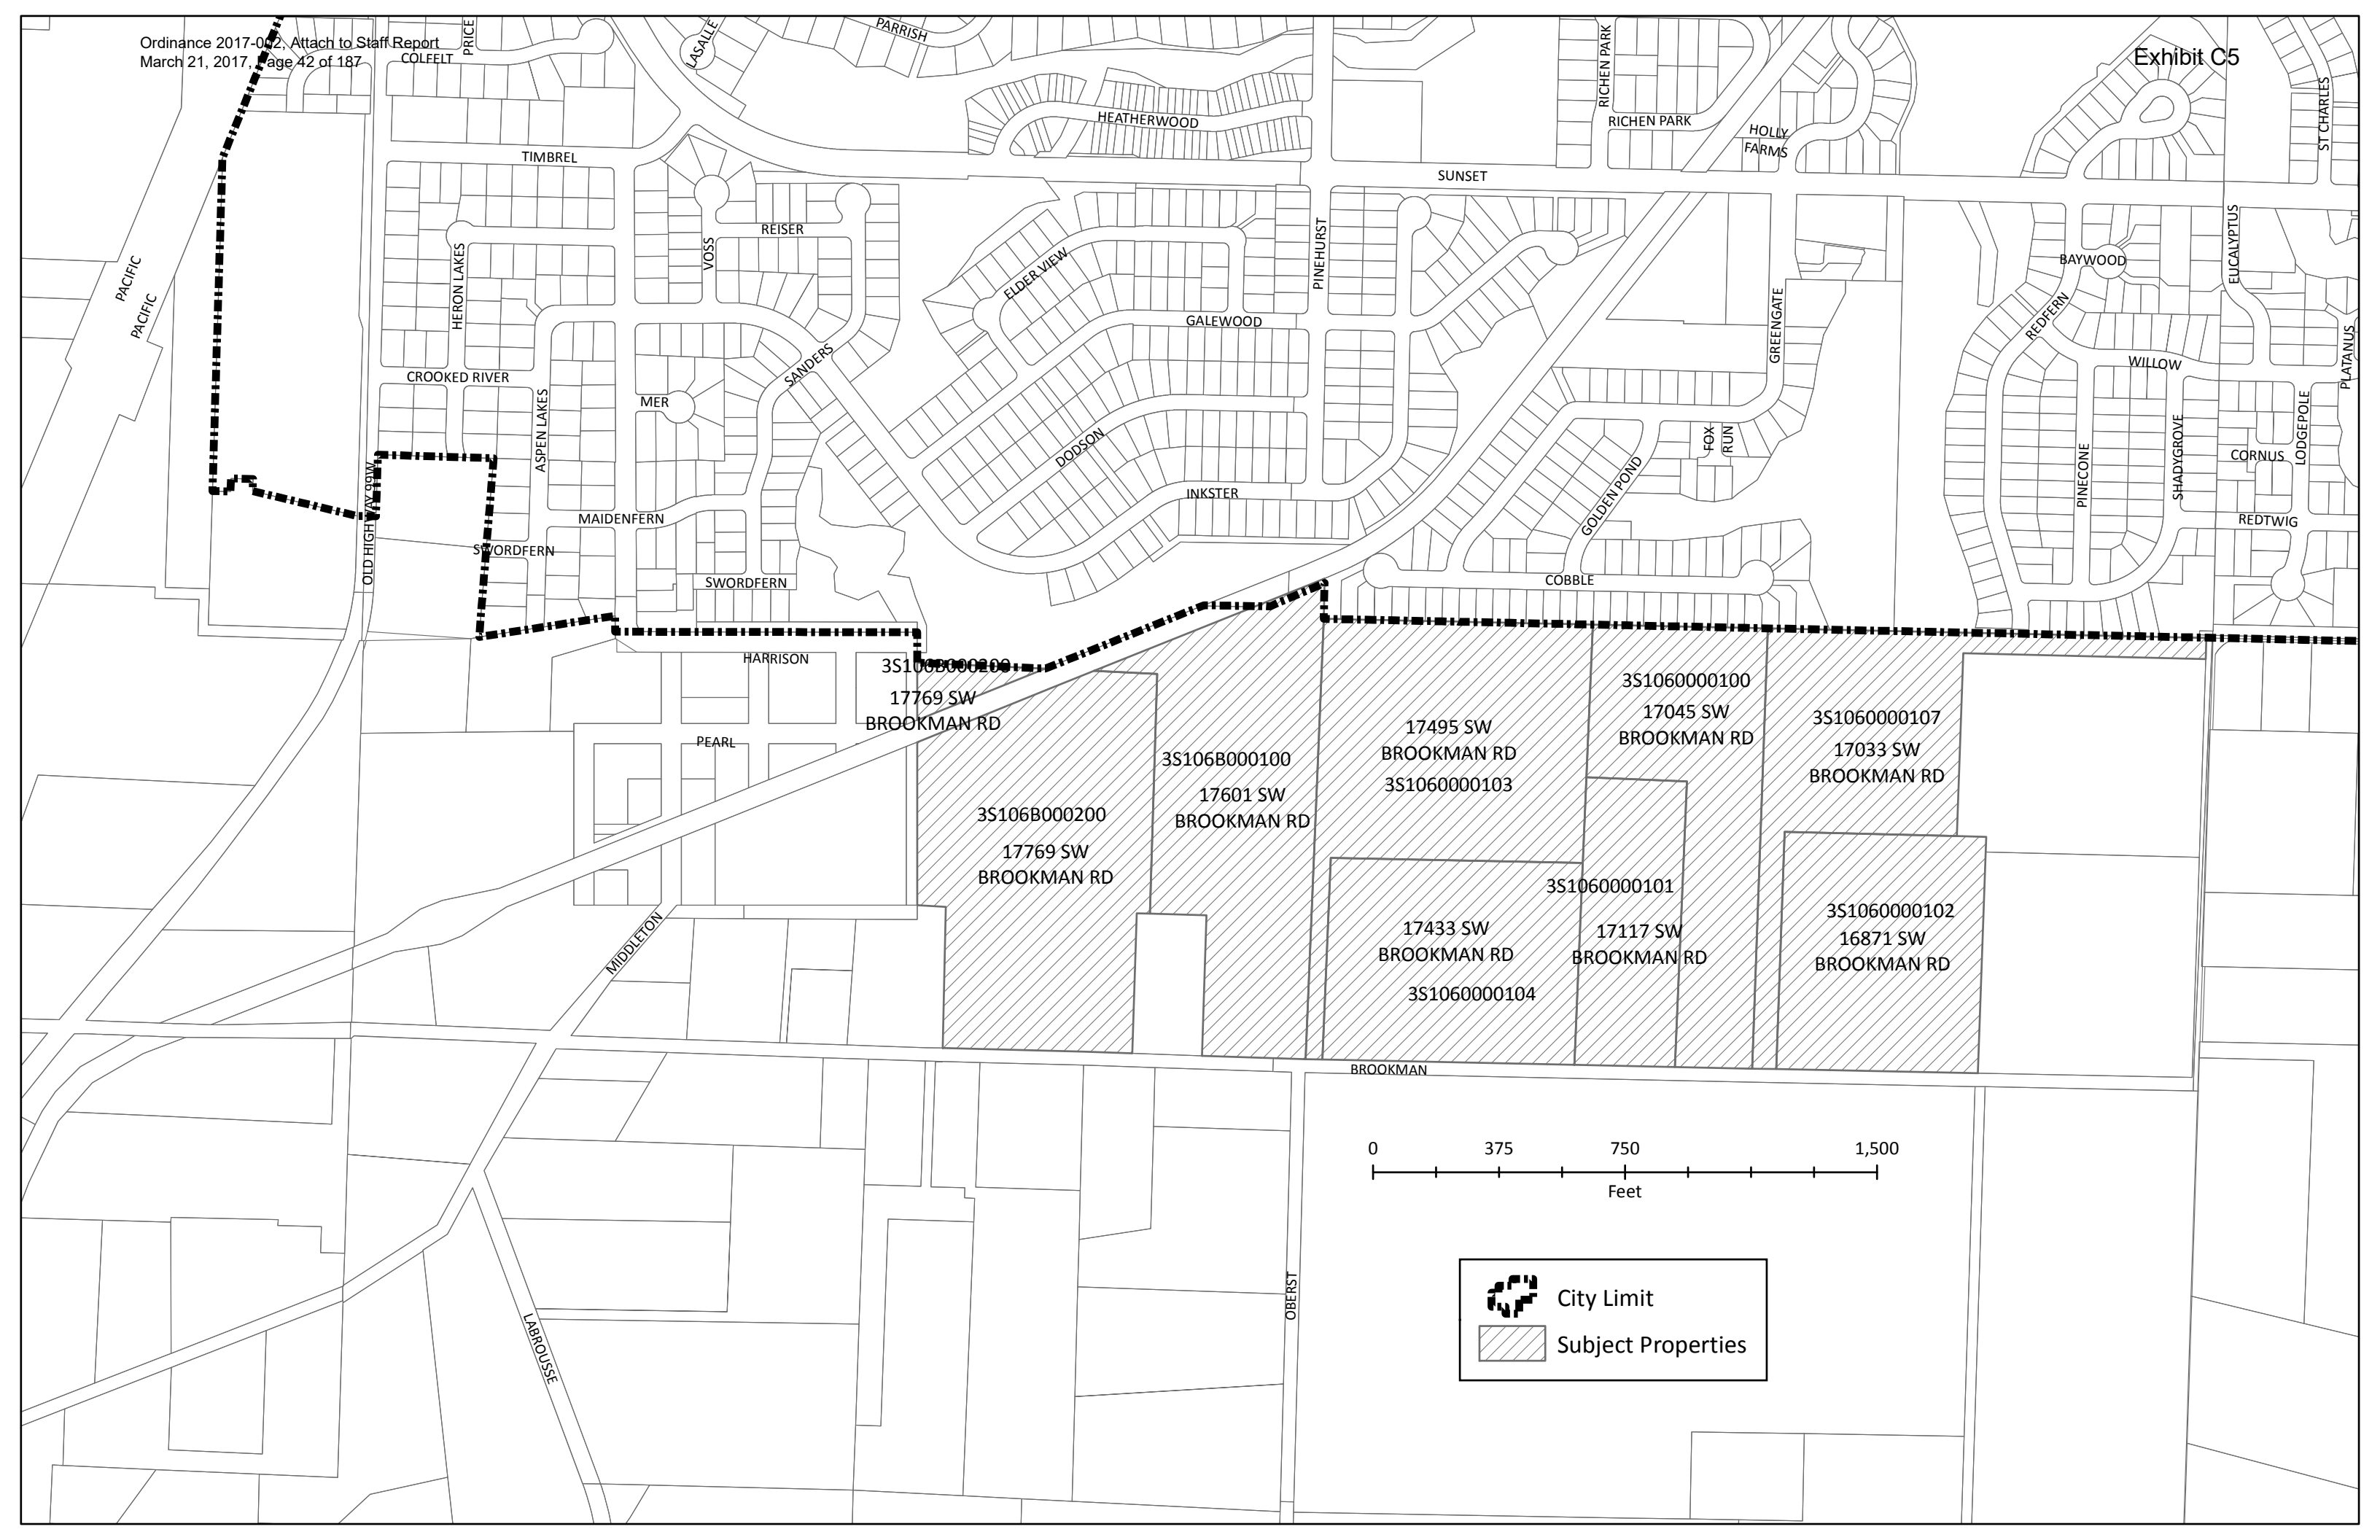 Ordinance 2017-002, Attach to Staff Report
March 21, 2017, Page 42 of 187
Exhibit C5
PRICE
COLFELT
LASALLE
PARRISH
RICHEN PARK
ST CHARLES
HEATHERWOOD
RICHEN PARK
HOLLY
FARMS
TIMBREL
SUNSET
VOSS
REISER
PINEHURST
EUCALYPTUS
PACIFIC
PACIFIC
HERON LAKES
ELDER VIEW
BAYWOOD
REDFERN
GREENGATE
GALEWOOD
PLATANUS
SANDERS
WILLOW
CROOKED RIVER
MER
ASPEN LAKES
LODGEPOLE
DODSON
FOX
RUN
PINECONE
SHADYGROVE
CORNUS
OLD HIGHWAY 99W
GOLDEN POND
INKSTER
MAIDENFERN
REDTWIG
SWORDFERN
SWORDFERN
COBBLE
HARRISON
3S106B000200
17769 SW
BROOKMAN RD
3S1060000100
17045 SW
BROOKMAN RD
3S1060000107
17033 SW
BROOKMAN RD
17495 SW
BROOKMAN RD
3S1060000103
PEARL
3S106B000100
17601 SW
BROOKMAN RD
3S106B000200
17769 SW
BROOKMAN RD
3S1060000101
17117 SW
BROOKMAN RD
17433 SW
BROOKMAN RD
3S1060000104
3S1060000102
16871 SW
BROOKMAN RD
MIDDLETON
BROOKMAN
0 375 750 1,500
Feet
OBERST
LABROUSSE
City Limit
Subject Properties